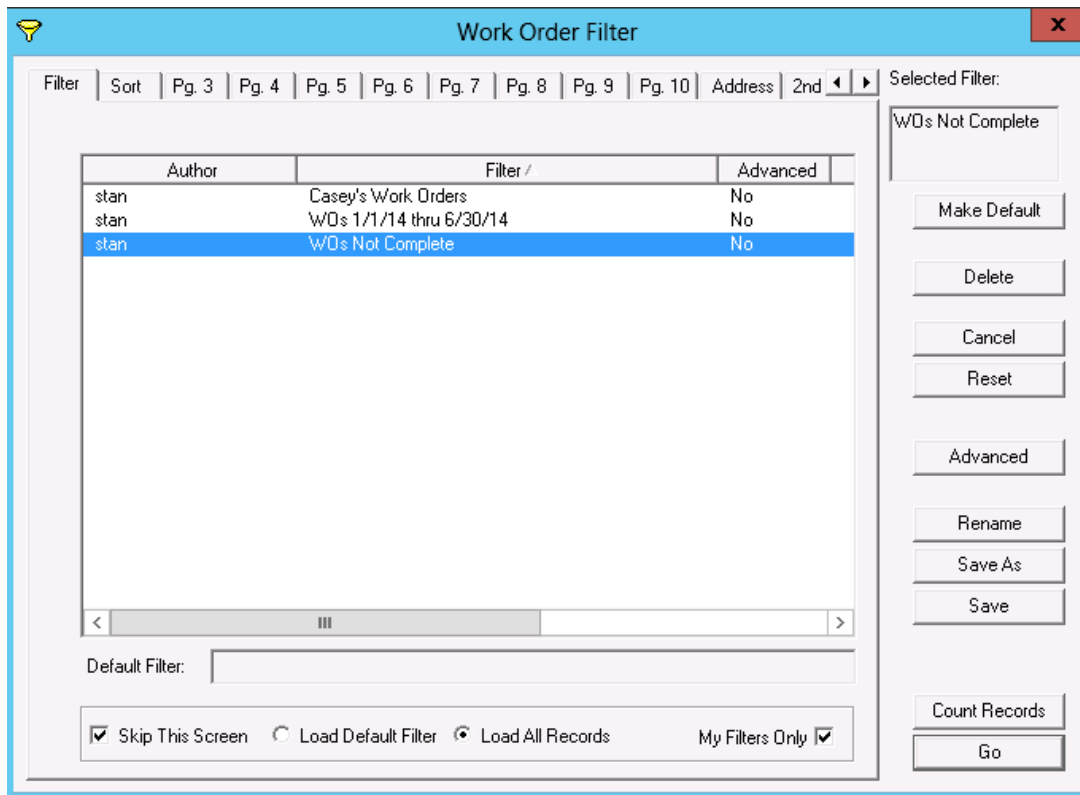 Work Order Filter
x
Filter Sort Pg. 3 Pg. 4 Pg. 5 Pg. 6 Pg. 7 Pg. 8 Pg. 9 Pg. 10 Address 2nd
Selected Filter:
WOs Not Complete
Author Filter Advanced
stan Casey's Work Orders No
stan WOs 1/1/14 thru 6/30/14 No
stan WOs Not Complete No
Make Default
Delete
Cancel
Reset
Advanced
Rename
Save As
Save
Default Filter:
Skip This Screen Load Default Filter Load All Records My Filters Only
Count Records
Go